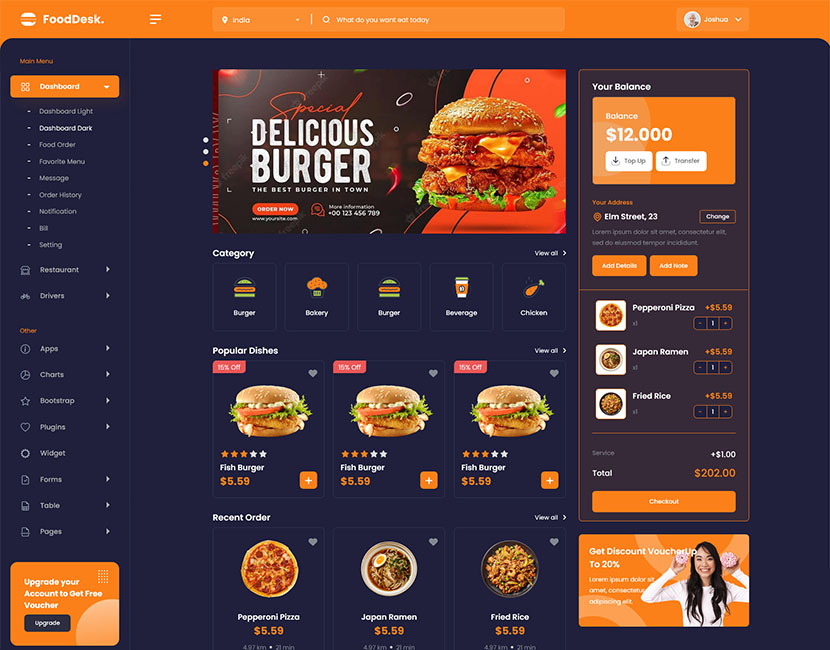 FoodDesk.
India
What do you want eat today
Joshua
Main Menu
Dashboard
Dashboard Light
Dashboard Dark
Food Order
Favorite Menu
Message
Order History
Notification
Bill
Setting
Restaurant
Drivers
Other
Apps
Charts
Bootstrap
Plugins
Widget
Forms
Table
Pages
Upgrade your
Account to Get Free
Voucher
Upgrade
Special
DELICIOUS
BURGER
THE BEST BURGER IN TOWN
ORDER NOW
www.yoursite.com
More information
+00 123 456 789
Category
View all
Burger
Bakery
Burger
Beverage
Chicken
Popular Dishes
View all
15% Off
Fish Burger
$5.59
+
15% Off
Fish Burger
$5.59
+
15% Off
Fish Burger
$5.59
+
Recent Order
View all
Pepperoni Pizza
$5.59
4.97 km • 21 min
Japan Ramen
$5.59
4.97 km • 21 min
Fried Rice
$5.59
4.97 km • 21 min
Your Balance
Balance
$12.000
Top Up
Transfer
Your Address
Elm Street, 23
Change
Lorem ipsum dolor sit amet, consectetur elit,
sed do eiusmod tempor incididunt.
Add Details
Add Note
Pepperoni Pizza +$5.59
x1 - 1 +
Japan Ramen +$5.59
x1 - 1 +
Fried Rice +$5.59
x1 - 1 +
Service +$1.00
Total $202.00
Checkout
Get Discount VoucherUp
To 20%
Lorem ipsum dolor sit
amet, consectetur
adipiscing elit.